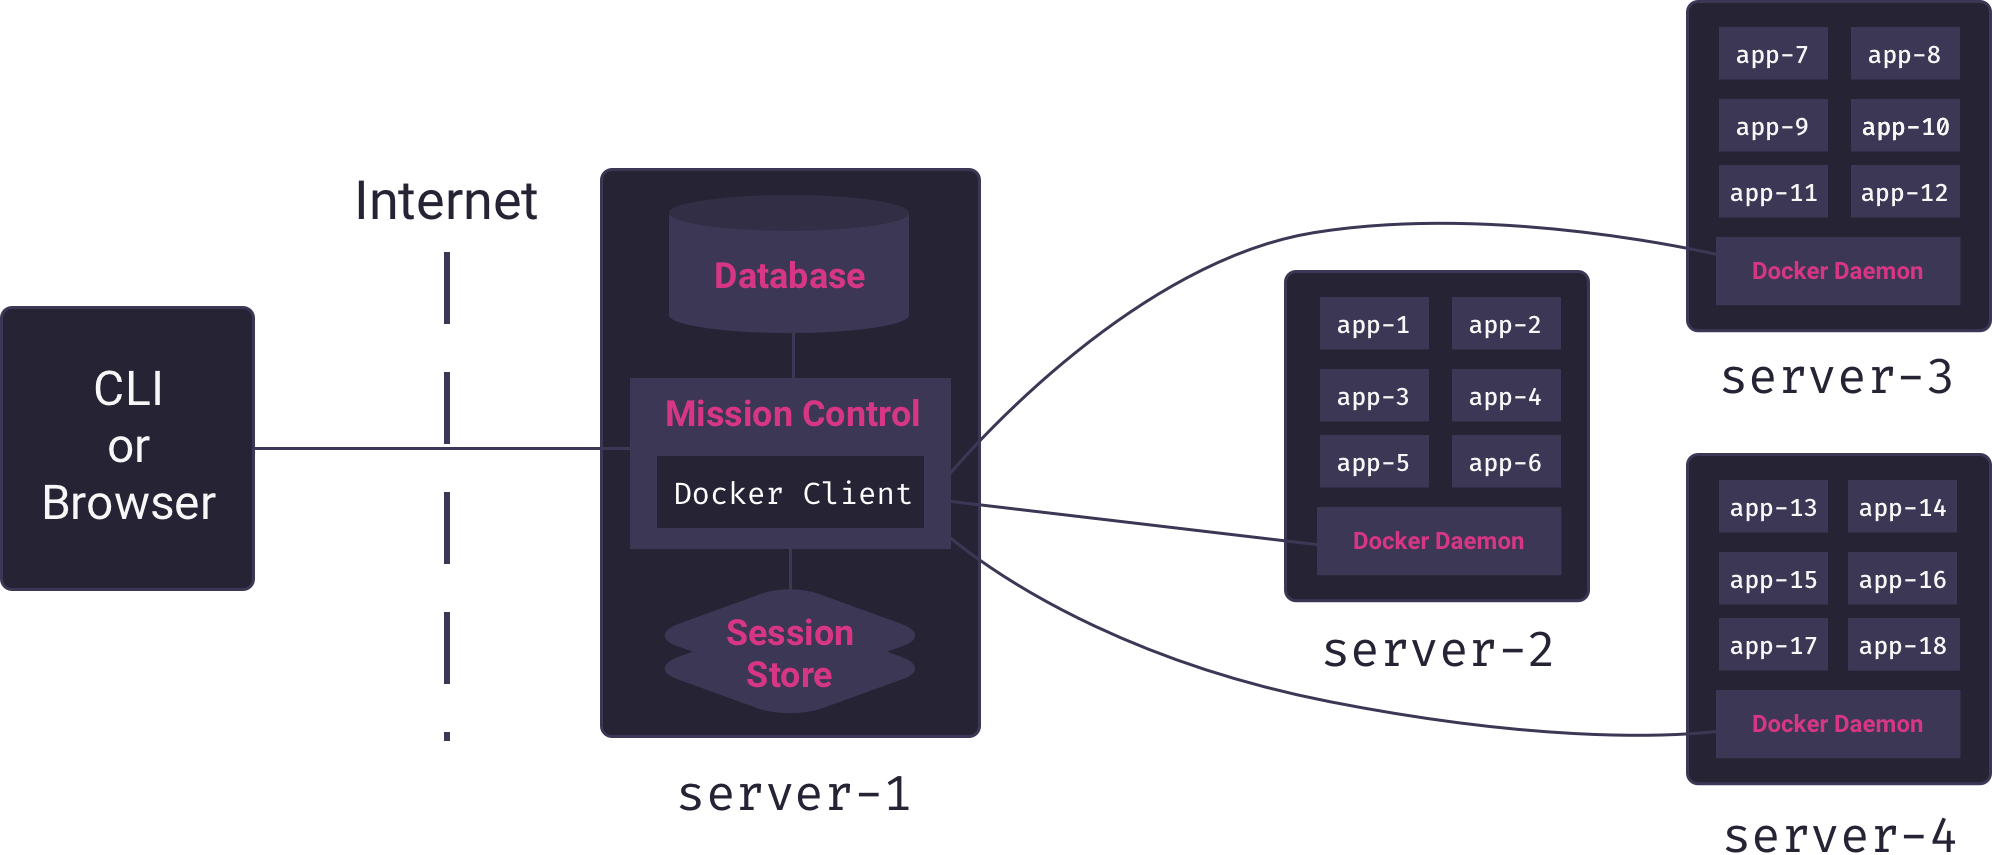 Internet
CLI
or
Browser
Database
Mission Control
Docker Client
Session
Store
server-1
app-1 app-2
app-3 app-4
app-5 app-6
Docker Daemon
server-2
app-7 app-8
app-9 app-10
app-11 app-12
Docker Daemon
server-3
app-13 app-14
app-15 app-16
app-17 app-18
Docker Daemon
server-4